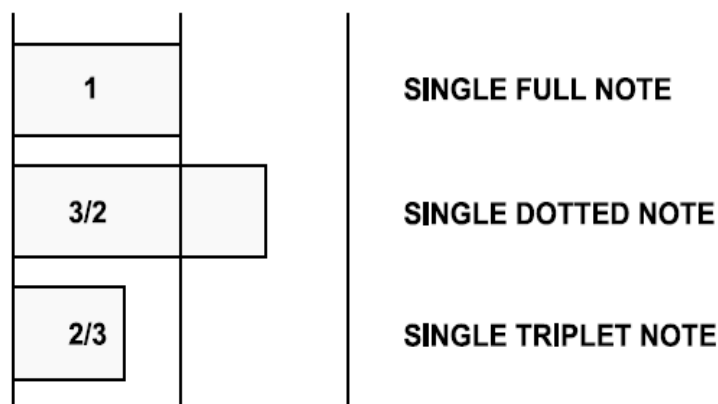 1 SINGLE FULL NOTE
3/2 SINGLE DOTTED NOTE
2/3 SINGLE TRIPLET NOTE